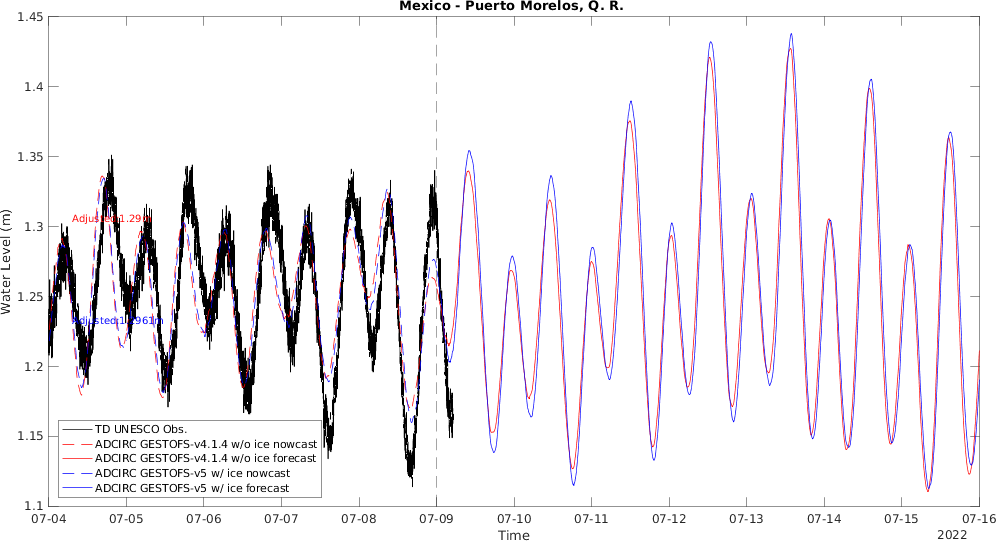 Mexico - Puerto Morelos, Q. R.
1.45
1.4
1.35
1.3
1.25
1.2
1.15
1.1
Water Level (m)
Adjusted
TD UNESCO Obs.
ADCIRC GESTOFS-v4.1.4 w/o ice nowcast
ADCIRC GESTOFS-v4.1.4 w/o ice forecast
ADCIRC GESTOFS-v5 w/ ice nowcast
ADCIRC GESTOFS-v5 w/ ice forecast
07-04 07-05 07-06 07-07 07-08 07-09 07-10 07-11 07-12 07-13 07-14 07-15 07-16
Time
2022